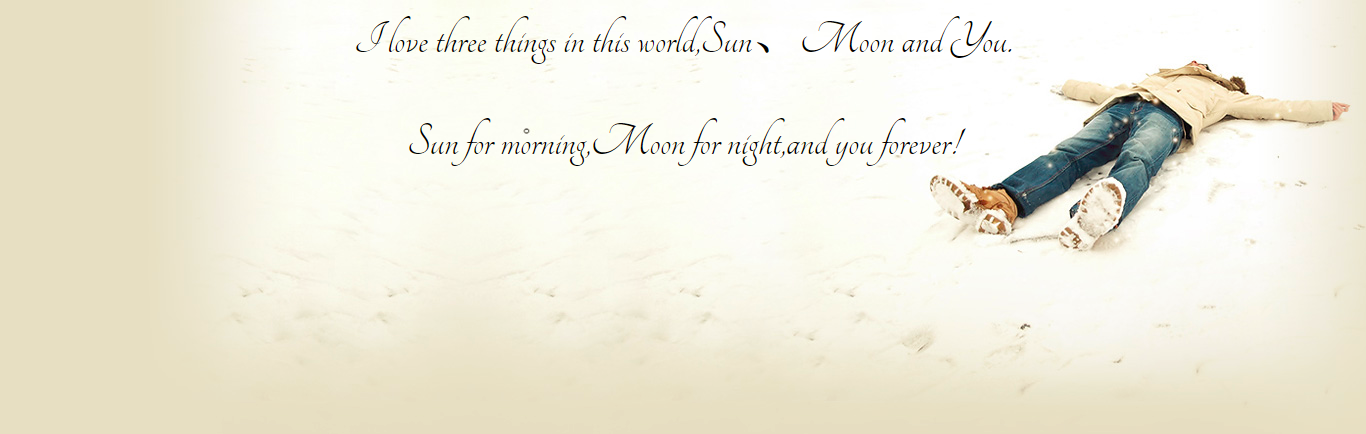 I love three things in this world,Sun、 Moon and You.
Sun for morning,Moon for night,and you forever!